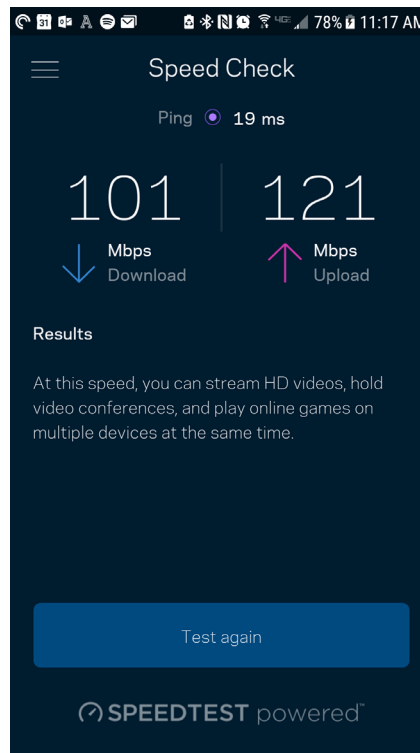 31 78% 11:17 AM
Speed Check
Ping 19 ms
101 121
Mbps Mbps
Download Upload
Results
At this speed, you can stream HD videos, hold
video conferences, and play online games on
multiple devices at the same time.
Test again
SPEEDTEST powered™